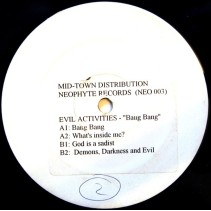 MID-TOWN DISTRIBUTION
NEOPHYTE RECORDS (NEO 003)
EVIL ACTIVITIES - "Bang Bang"
A1: Bang Bang
A2: What's inside me?
B1: God is a sadist
B2: Demons, Darkness and Evil
2